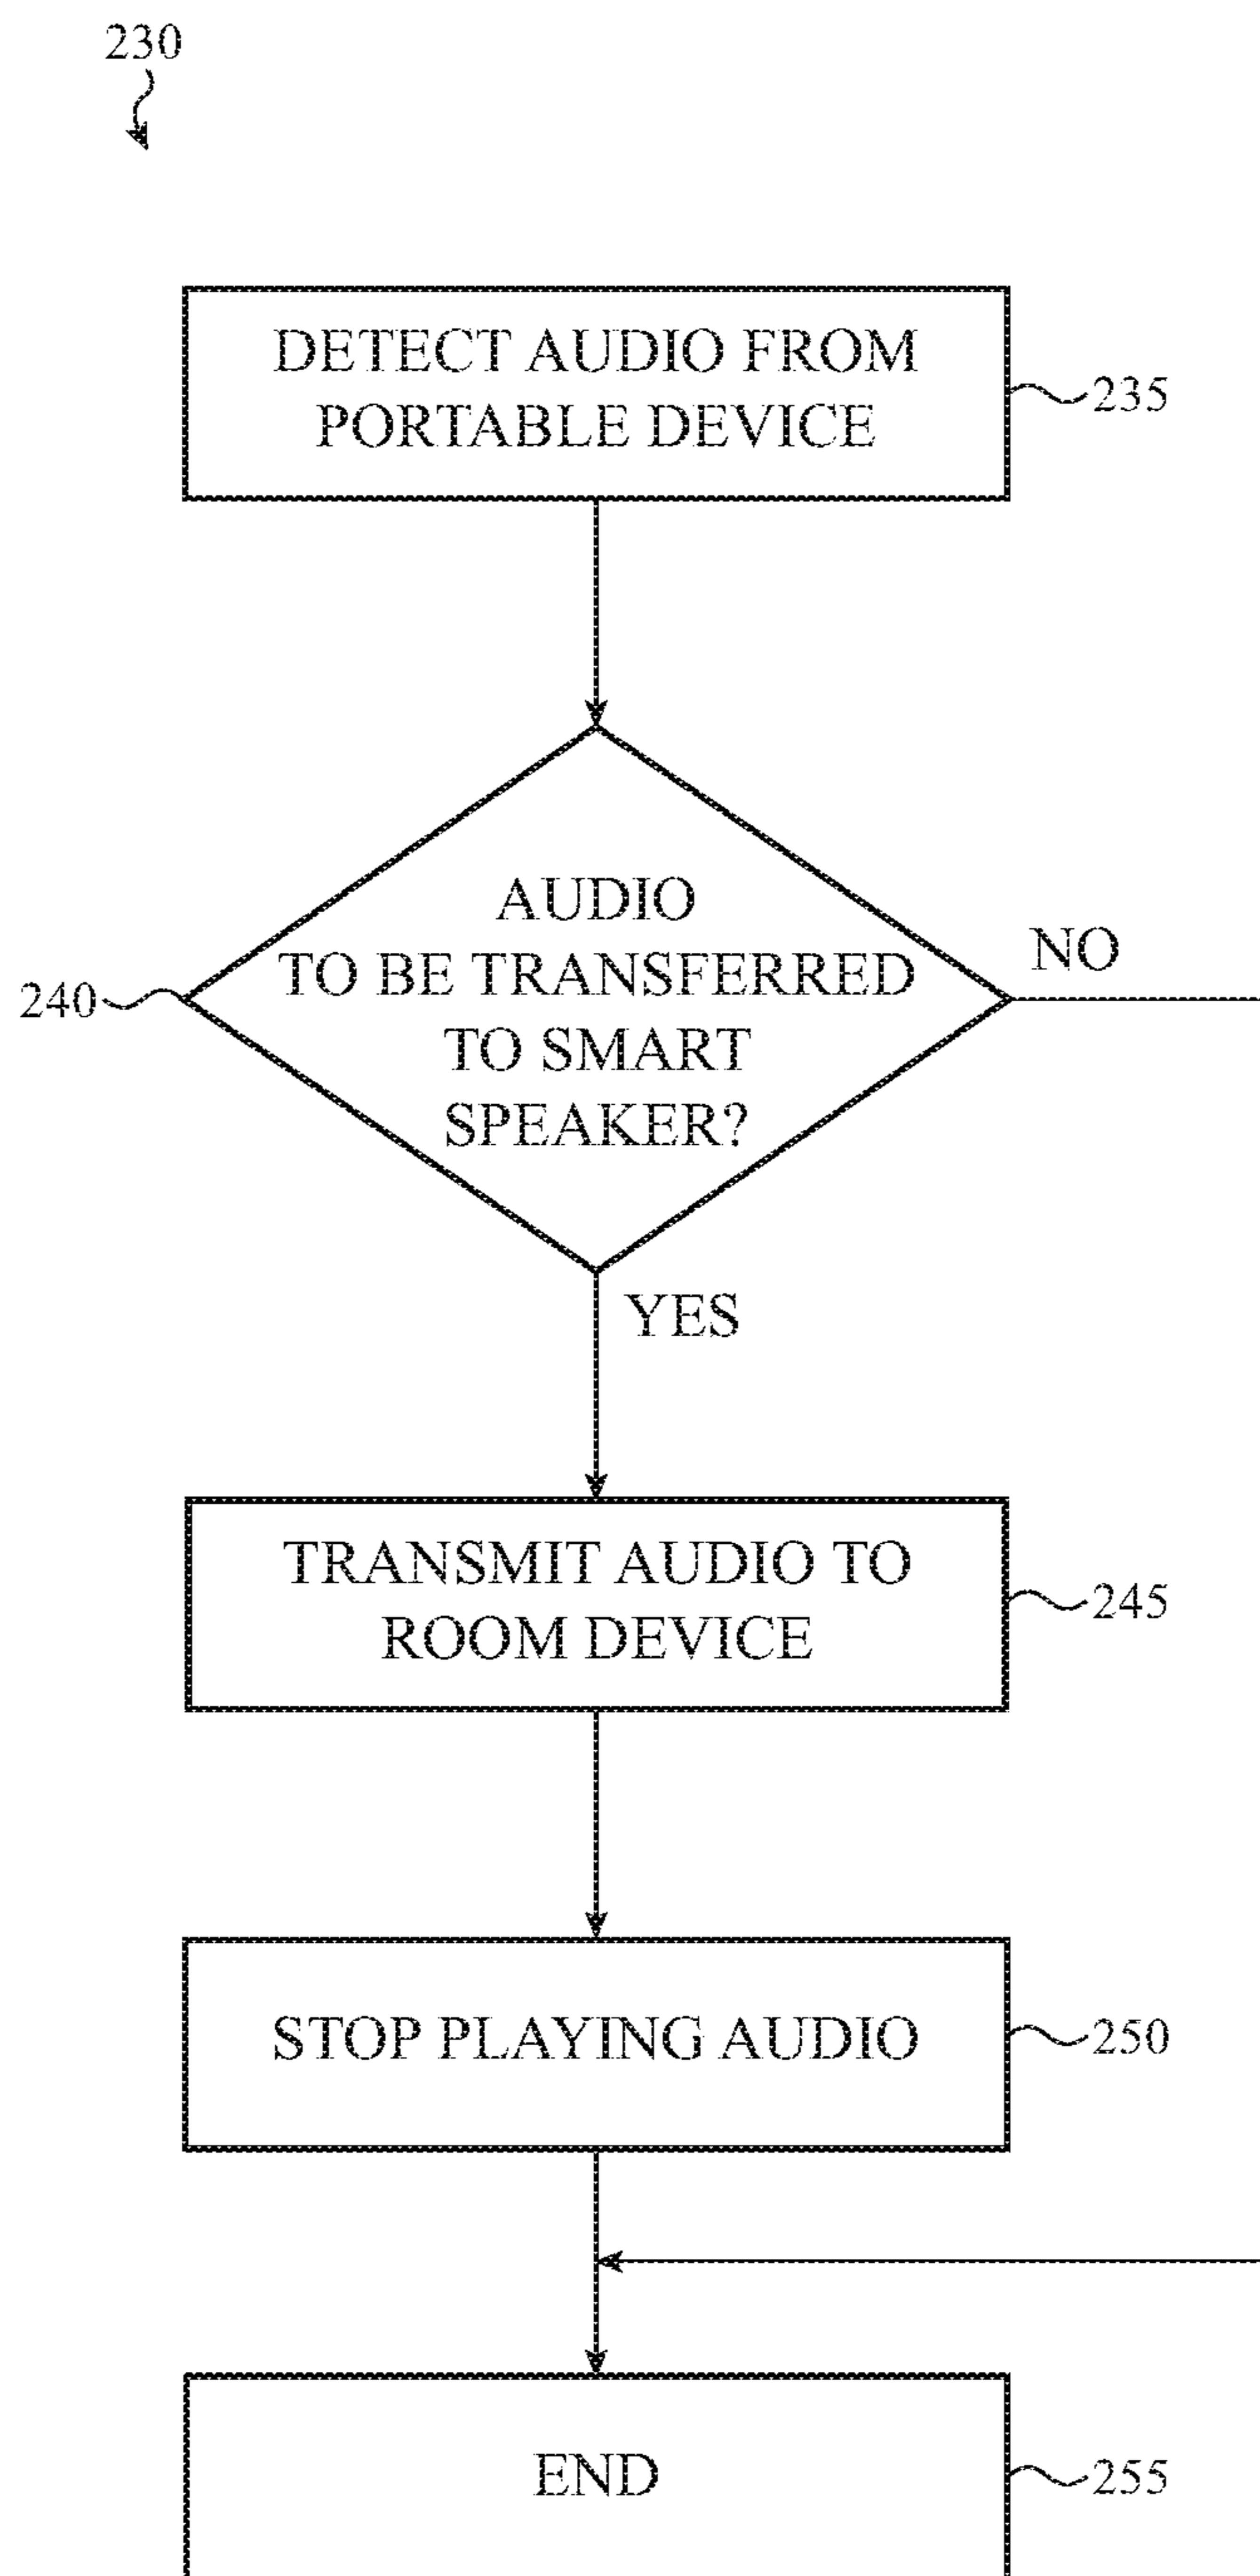 230
DETECT AUDIO FROM
PORTABLE DEVICE
235
AUDIO
TO BE TRANSFERRED
TO SMART
SPEAKER?
240
NO
YES
TRANSMIT AUDIO TO
ROOM DEVICE
245
STOP PLAYING AUDIO
250
END
255